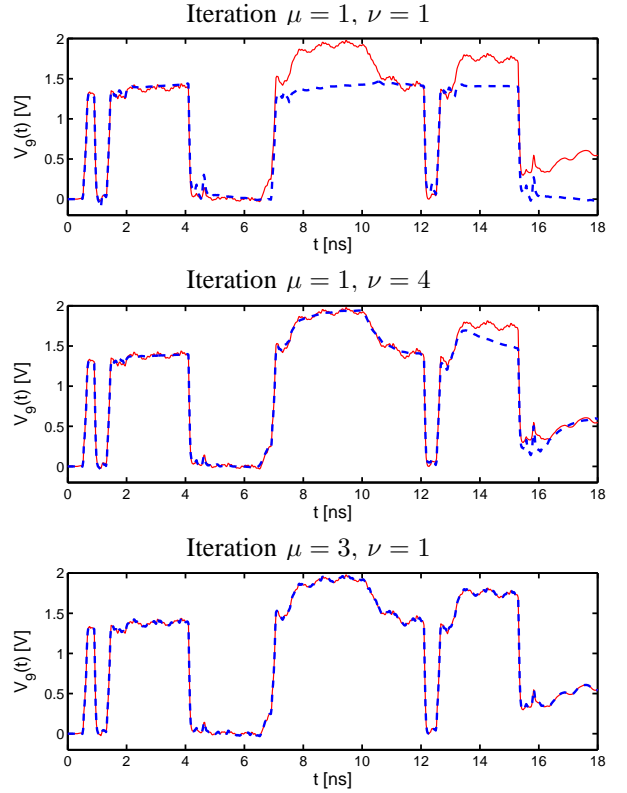 Iteration μ = 1, ν = 1
2
1.5
1
0.5
0
V9(t) [V]
0 2 4 6 8 10 12 14 16 18
t [ns]
Iteration μ = 1, ν = 4
2
1.5
1
0.5
0
V9(t) [V]
0 2 4 6 8 10 12 14 16 18
t [ns]
Iteration μ = 3, ν = 1
2
1.5
1
0.5
0
V9(t) [V]
0 2 4 6 8 10 12 14 16 18
t [ns]